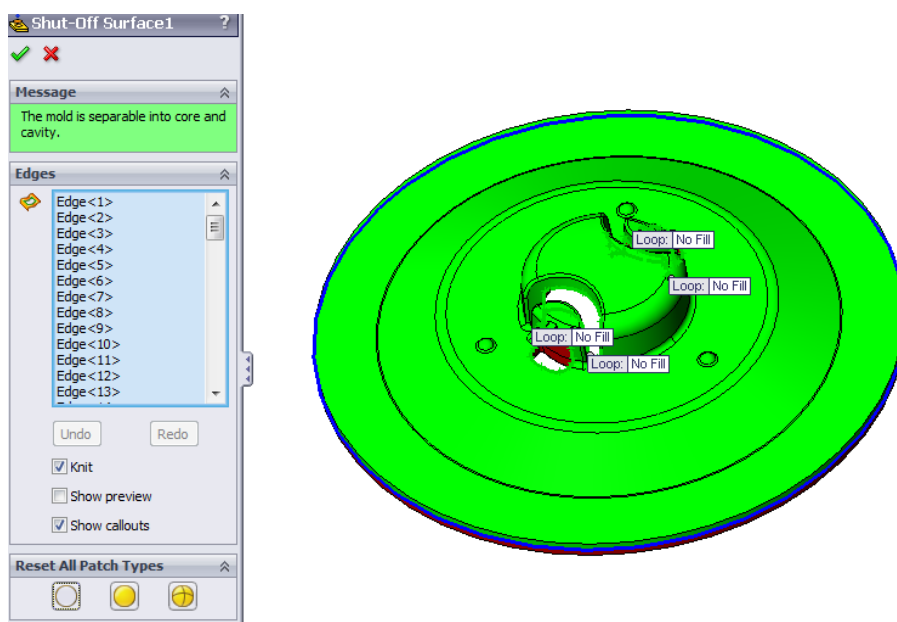 Shut-Off Surface1 ?
Message
The mold is separable into core and
cavity.
Edges
Edge<1>
Edge<2>
Edge<3>
Edge<4>
Edge<5>
Edge<6>
Edge<7>
Edge<8>
Edge<9>
Edge<10>
Edge<11>
Edge<12>
Edge<13>
Undo Redo
Knit
Show preview
Show callouts
Reset All Patch Types
Loop: No Fill
Loop: No Fill
Loop: No Fill
Loop: No Fill